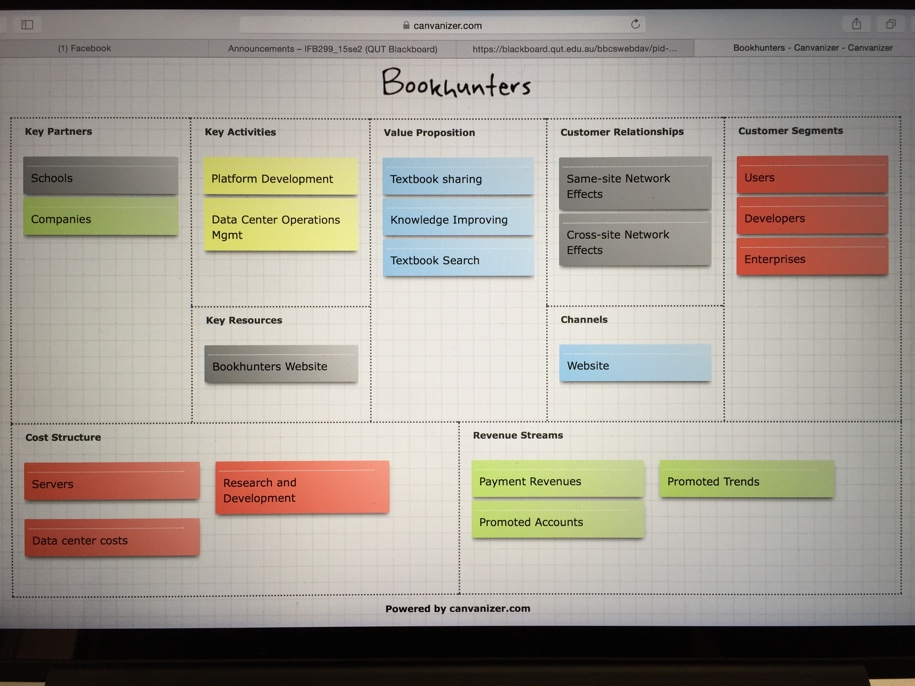 canvanizer.com
(1) Facebook
Announcements – IFB299_15se2 (QUT Blackboard)
https://blackboard.qut.edu.au/bbcswebdav/pid-...
Bookhunters - Canvanizer - Canvanizer
Bookhunters
Key Partners
Schools
Companies
Key Activities
Platform Development
Data Center Operations
Mgmt
Key Resources
Bookhunters Website
Value Proposition
Textbook sharing
Knowledge Improving
Textbook Search
Customer Relationships
Same-site Network
Effects
Cross-site Network
Effects
Channels
Website
Customer Segments
Users
Developers
Enterprises
Cost Structure
Servers
Research and
Development
Data center costs
Revenue Streams
Payment Revenues
Promoted Trends
Promoted Accounts
Powered by canvanizer.com